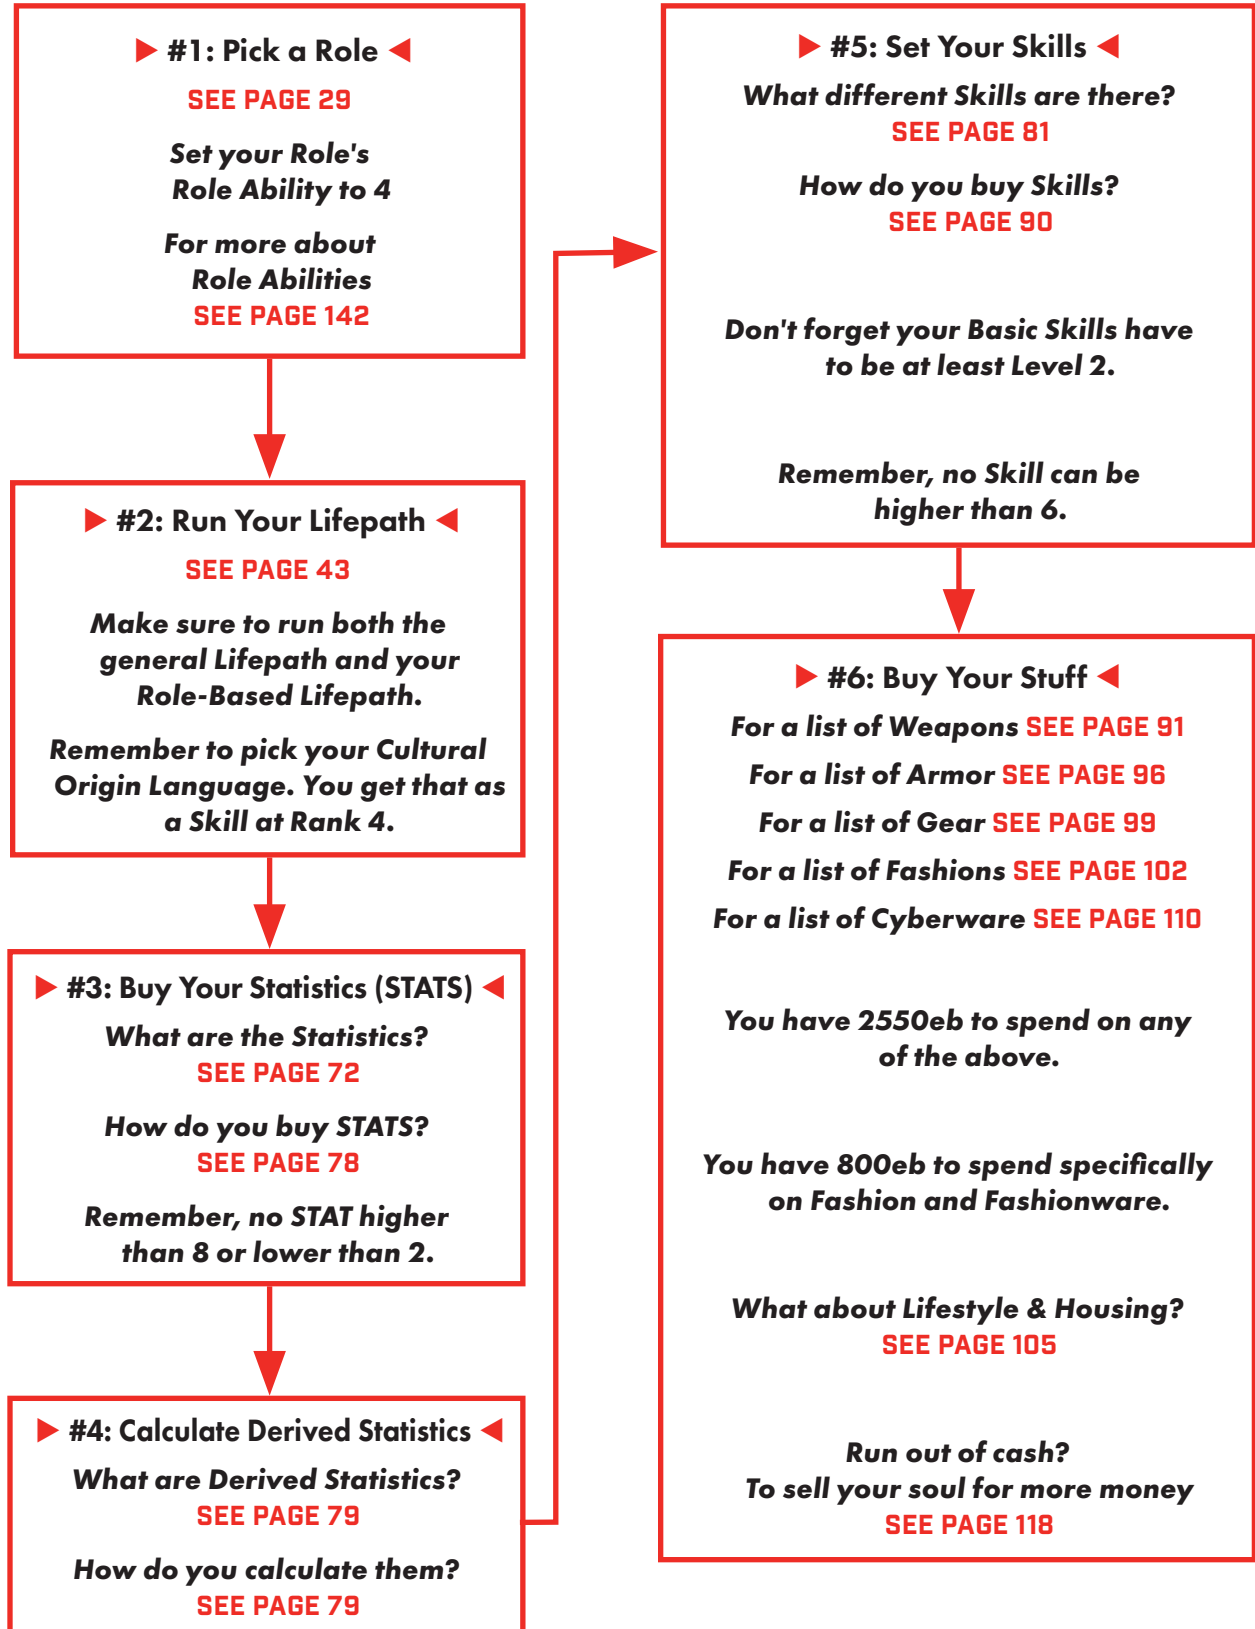 #1: Pick a Role
SEE PAGE 29
Set your Role's
Role Ability to 4
For more about
Role Abilities
SEE PAGE 142
#2: Run Your Lifepath
SEE PAGE 43
Make sure to run both the
general Lifepath and your
Role-Based Lifepath.
Remember to pick your Cultural
Origin Language. You get that as
a Skill at Rank 4.
#3: Buy Your Statistics (STATS)
What are the Statistics?
SEE PAGE 72
How do you buy STATS?
SEE PAGE 78
Remember, no STAT higher
than 8 or lower than 2.
#4: Calculate Derived Statistics
What are Derived Statistics?
SEE PAGE 79
How do you calculate them?
SEE PAGE 79
#5: Set Your Skills
What different Skills are there?
SEE PAGE 81
How do you buy Skills?
SEE PAGE 90
Don't forget your Basic Skills have
to be at least Level 2.
Remember, no Skill can be
higher than 6.
#6: Buy Your Stuff
For a list of Weapons SEE PAGE 91
For a list of Armor SEE PAGE 96
For a list of Gear SEE PAGE 99
For a list of Fashions SEE PAGE 102
For a list of Cyberware SEE PAGE 110
You have 2550eb to spend on any
of the above.
You have 800eb to spend specifically
on Fashion and Fashionware.
What about Lifestyle & Housing?
SEE PAGE 105
Run out of cash?
To sell your soul for more money
SEE PAGE 118